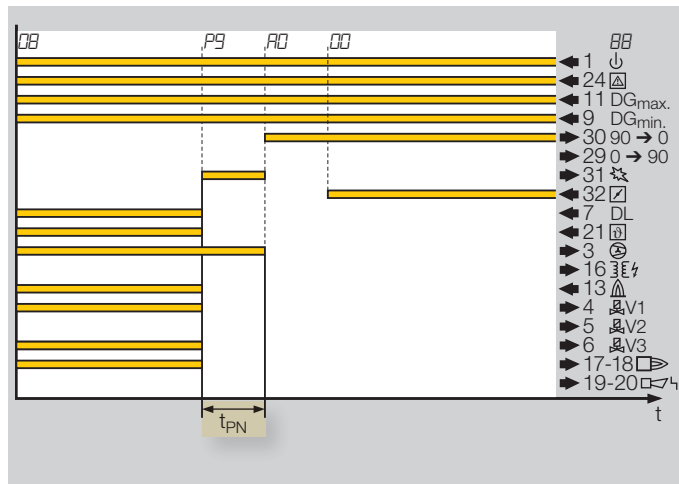 08 P9 A0 00 88
1
24
11 DGmax.
9 DGmin.
30 90 ➔ 0
29 0 ➔ 90
31
32
7 DL
21 ϑ
3
16
13
4 V1
5 V2
6 V3
17-18
19-20
tPN
t